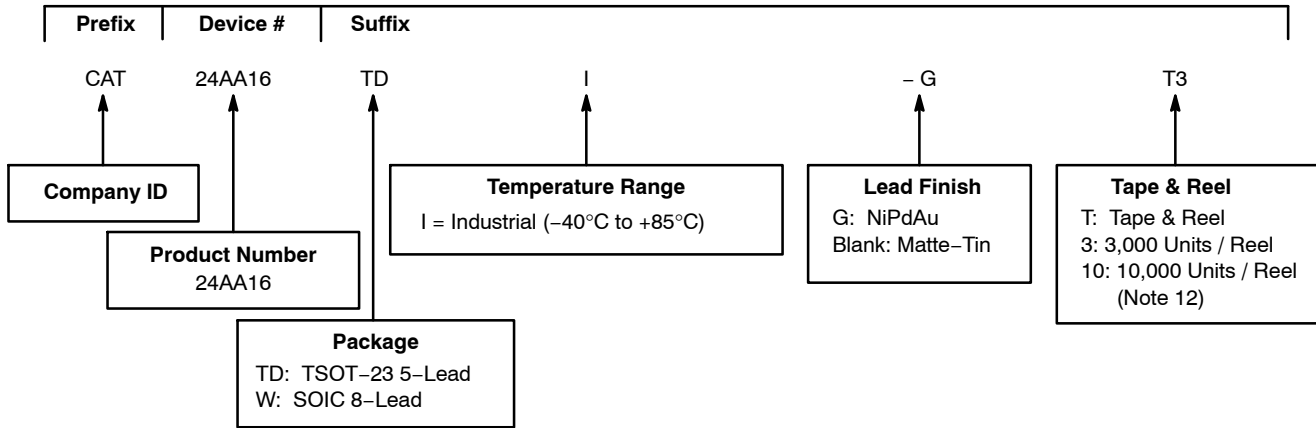 Prefix Device # Suffix
CAT 24AA16 TD I – G T3
Company ID
Product Number
24AA16
Package
TD: TSOT–23 5–Lead
W: SOIC 8–Lead
Temperature Range
I = Industrial (–40°C to +85°C)
Lead Finish
G: NiPdAu
Blank: Matte–Tin
Tape & Reel
T: Tape & Reel
3: 3,000 Units / Reel
10: 10,000 Units / Reel
(Note 12)